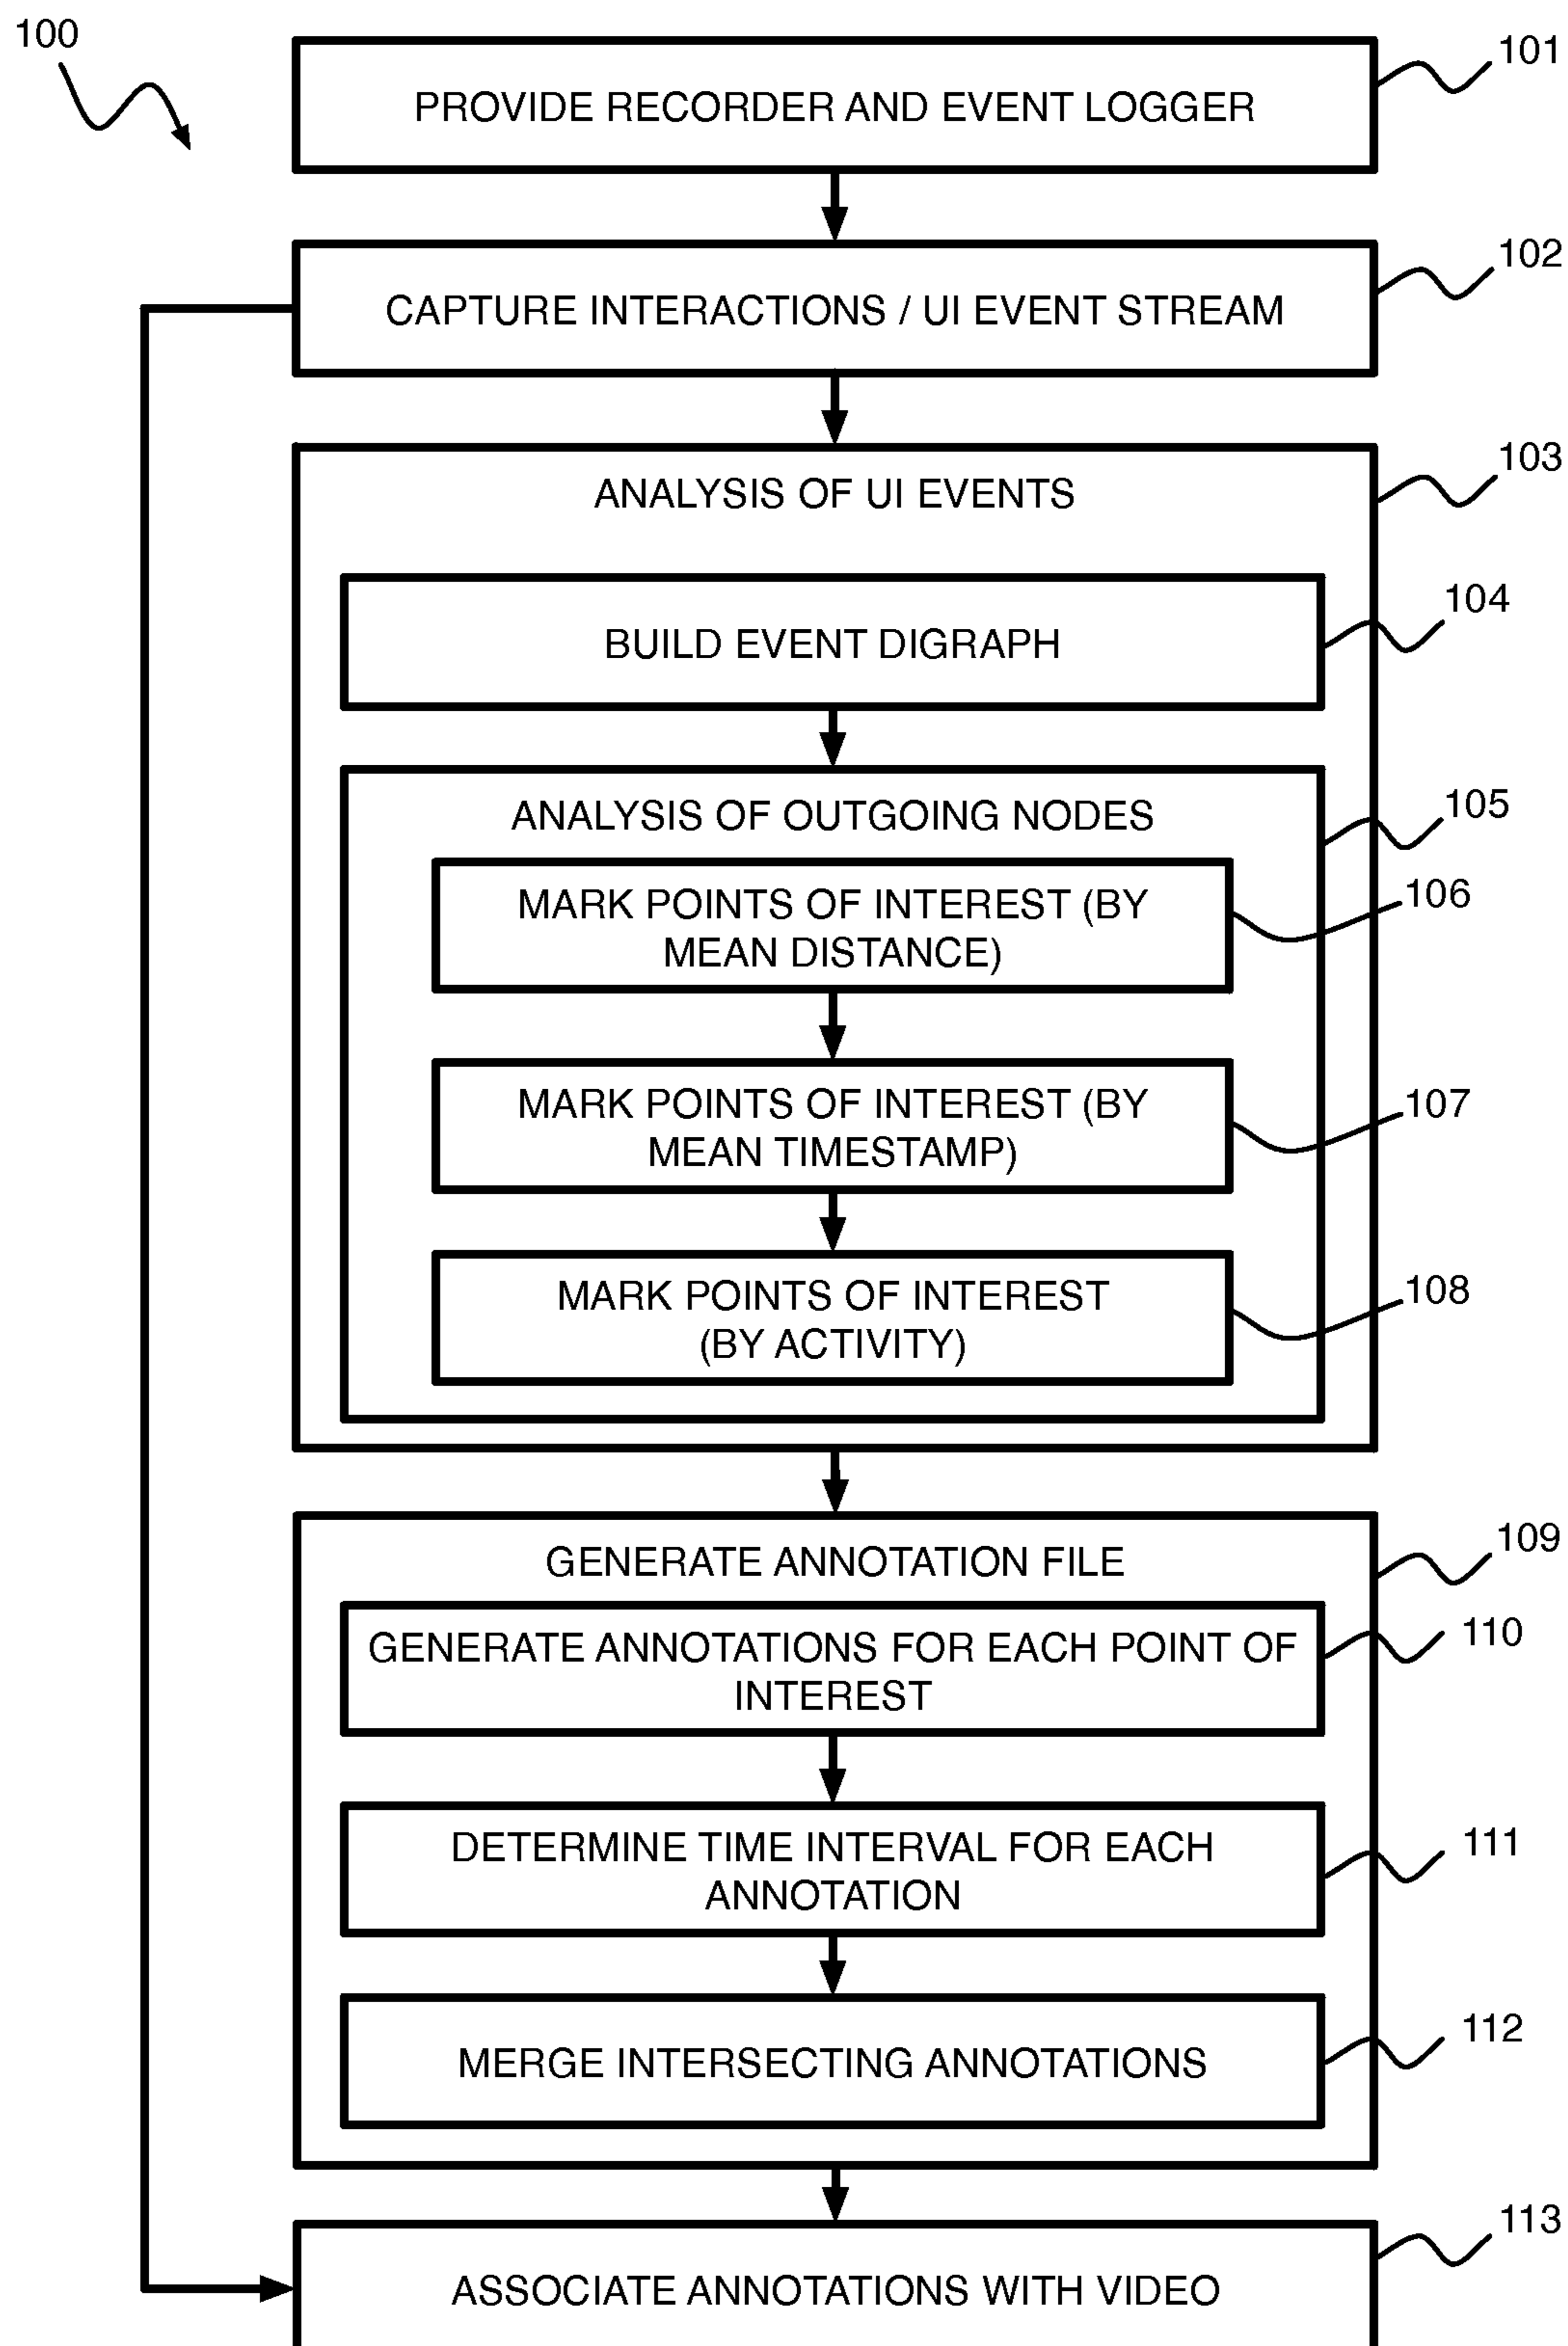 100
PROVIDE RECORDER AND EVENT LOGGER
101
CAPTURE INTERACTIONS / UI EVENT STREAM
102
ANALYSIS OF UI EVENTS
103
BUILD EVENT DIGRAPH
104
ANALYSIS OF OUTGOING NODES
105
MARK POINTS OF INTEREST (BY
MEAN DISTANCE)
106
MARK POINTS OF INTEREST (BY
MEAN TIMESTAMP)
107
MARK POINTS OF INTEREST
(BY ACTIVITY)
108
GENERATE ANNOTATION FILE
109
GENERATE ANNOTATIONS FOR EACH POINT OF
INTEREST
110
DETERMINE TIME INTERVAL FOR EACH
ANNOTATION
111
MERGE INTERSECTING ANNOTATIONS
112
ASSOCIATE ANNOTATIONS WITH VIDEO
113